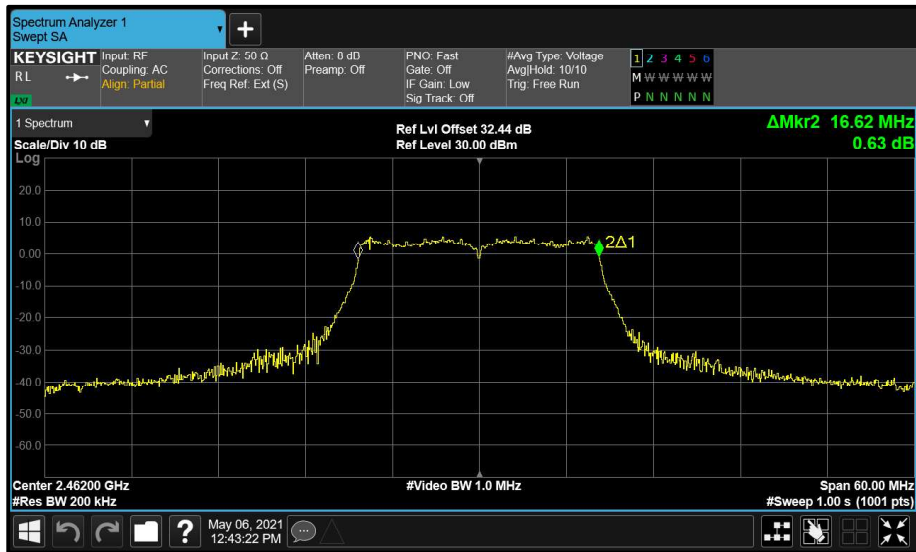 Spectrum Analyzer 1
Swept SA
+
KEYSIGHT
RL
LXI
Input: RF
Coupling: AC
Align: Partial
Input Z: 50 Ω
Corrections: Off
Freq Ref: Ext (S)
Atten: 0 dB
Preamp: Off
PNO: Fast
Gate: Off
IF Gain: Low
Sig Track: Off
#Avg Type: Voltage
Avg|Hold: 10/10
Trig: Free Run
1 2 3 4 5 6
M W W W W W
P N N N N N
1 Spectrum
Scale/Div 10 dB
Ref Lvl Offset 32.44 dB
Ref Level 30.00 dBm
ΔMkr2 16.62 MHz
0.63 dB
Log
20.0
10.0
0.00
-10.0
-20.0
-30.0
-40.0
-50.0
-60.0
1
2Δ1
Center 2.46200 GHz
#Res BW 200 kHz
#Video BW 1.0 MHz
Span 60.00 MHz
#Sweep 1.00 s (1001 pts)
?
May 06, 2021
12:43:22 PM